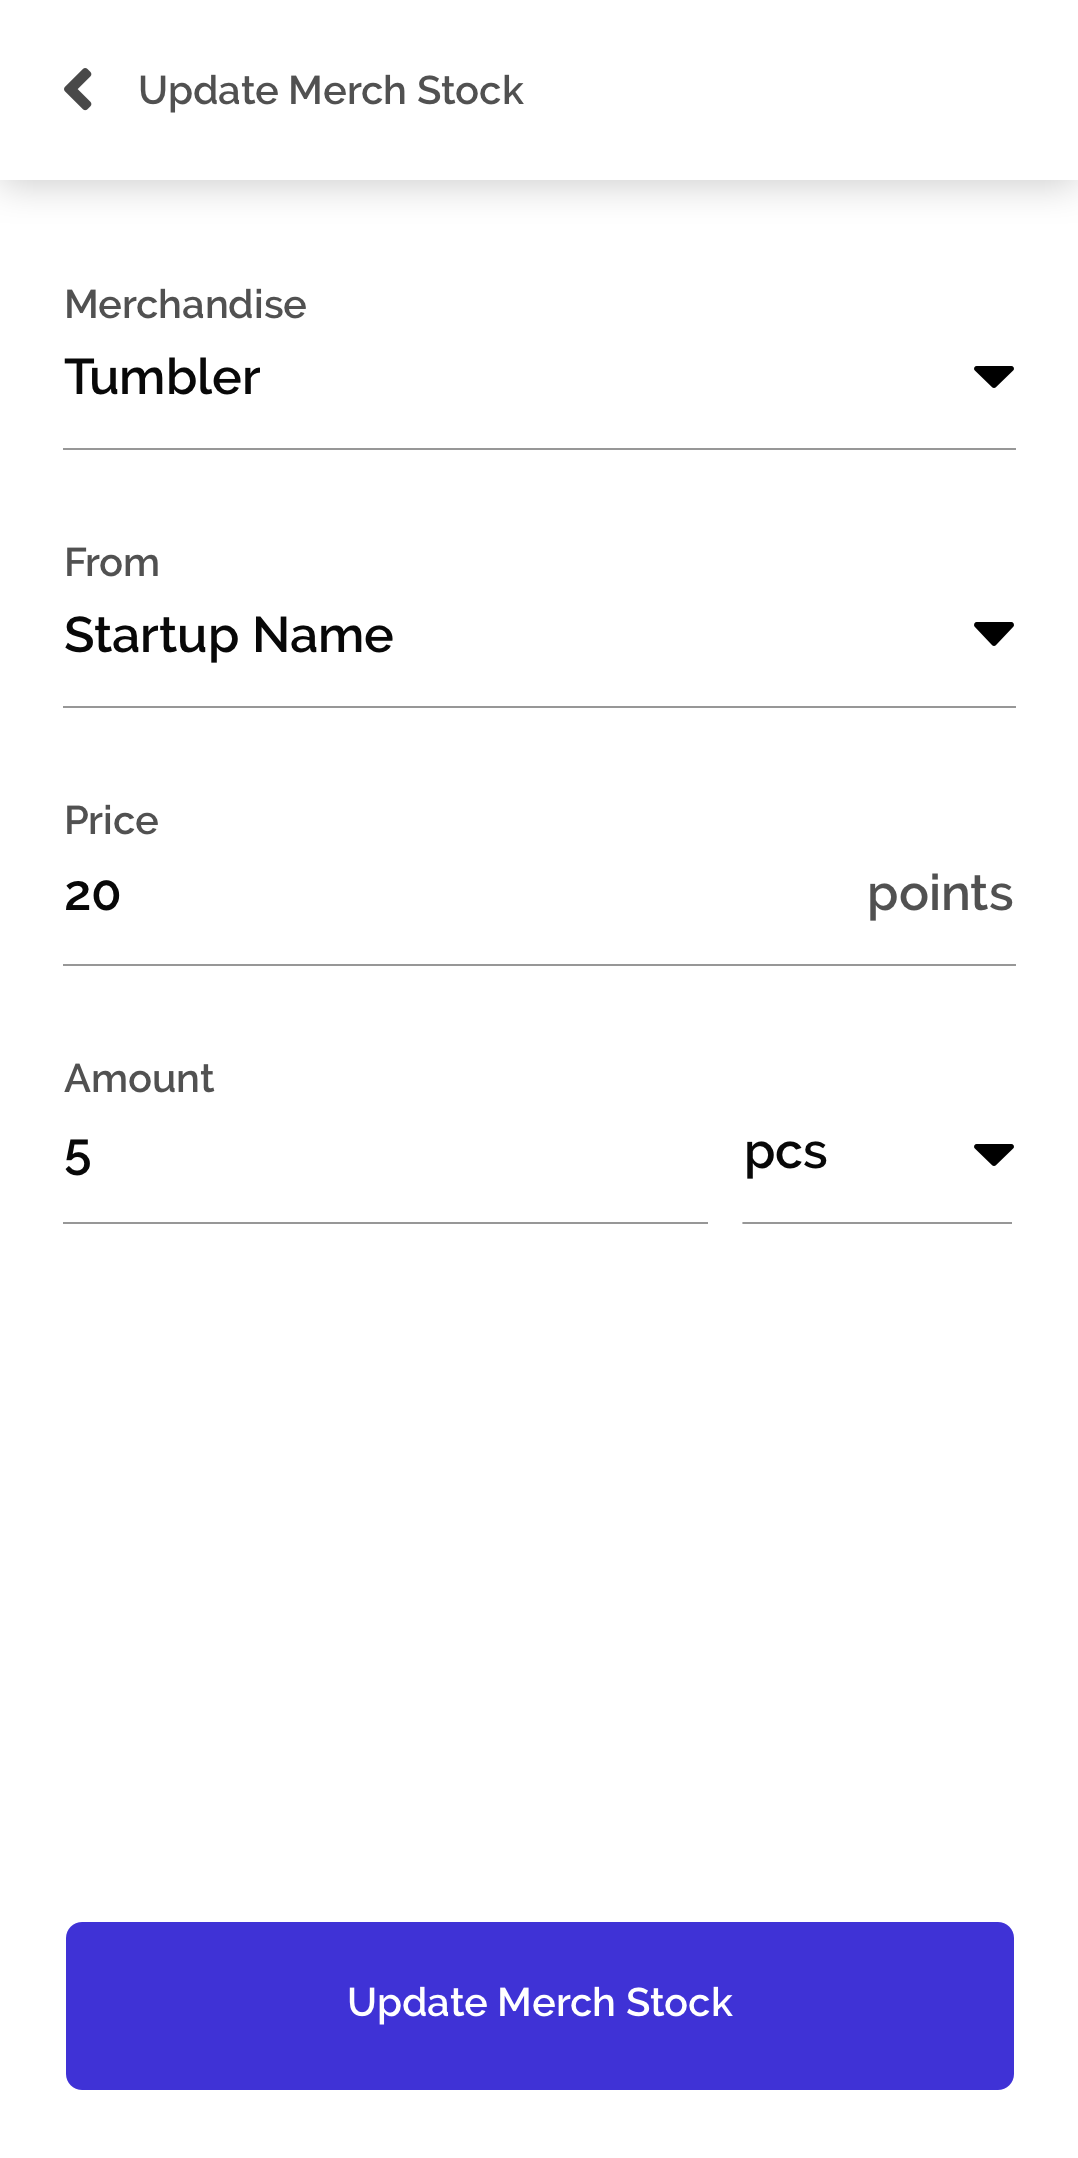 Update Merch Stock
Merchandise
Tumbler
From
Startup Name
Price
20 points
Amount
5 pcs
Update Merch Stock